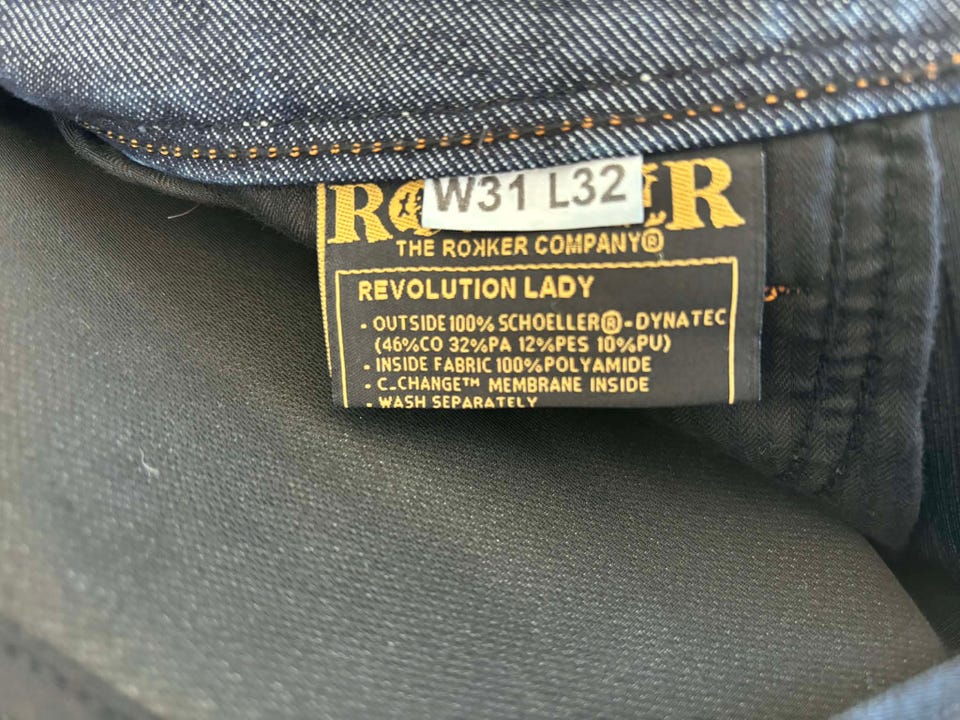 W31 L32
THE ROKKER COMPANY®
REVOLUTION LADY
• OUTSIDE 100% SCHOELLER®-DYNATEC
(46%CO 32%PA 12%PES 10%PU)
• INSIDE FABRIC 100% POLYAMIDE
• C_CHANGE™ MEMBRANE INSIDE
• WASH SEPARATELY